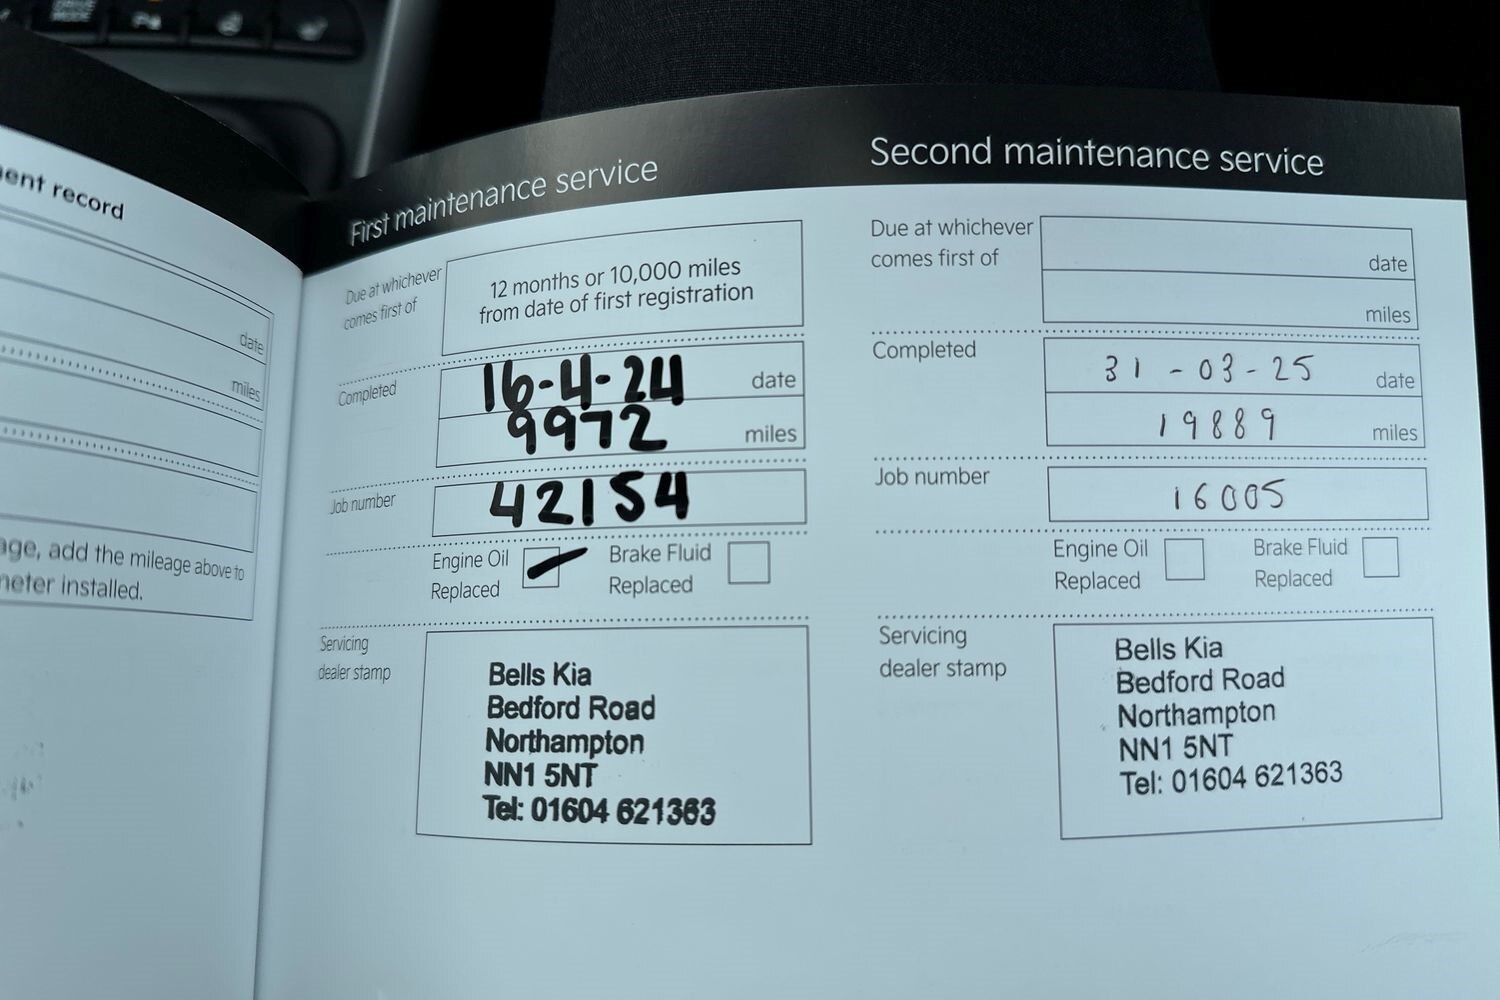 DRIVE
MODE
ent record
date
miles
age, add the mileage above to
meter installed.
First maintenance service
Due at whichever
comes first of
12 months or 10,000 miles
from date of first registration
Completed
16-4-24 date
9972 miles
Job number
42154
Engine Oil
Replaced
Brake Fluid
Replaced
Servicing
dealer stamp
Bells Kia
Bedford Road
Northampton
NN1 5NT
Tel: 01604 621363
Second maintenance service
Due at whichever
comes first of
date
miles
Completed
31-03-25 date
19889 miles
Job number
16005
Engine Oil
Replaced
Brake Fluid
Replaced
Servicing
dealer stamp
Bells Kia
Bedford Road
Northampton
NN1 5NT
Tel: 01604 621363